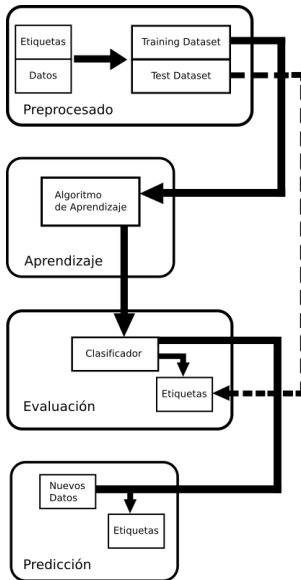 Etiquetas
Datos
Training Dataset
Test Dataset
Preprocesado
Algoritmo
de Aprendizaje
Aprendizaje
Clasificador
Etiquetas
Evaluación
Nuevos
Datos
Etiquetas
Predicción